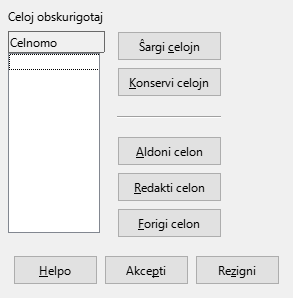 Celoj obskurigotaj
Celnomo
Ŝargi celojn
Konservi celojn
Aldoni celon
Redakti celon
Forigi celon
Helpo
Akcepti
Rezigni